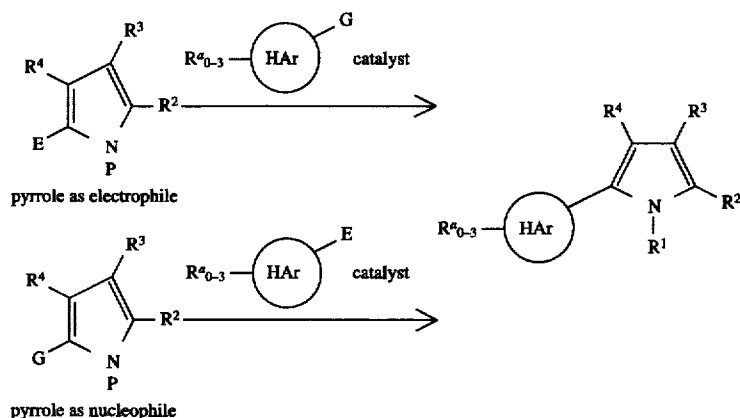 R³
R⁴
G
Rᵃ₀₋₃
HAr
catalyst
R²
E
N
P
pyrrole as electrophile
R⁴
R³
R²
N
R¹
Rᵃ₀₋₃
HAr
R³
R⁴
E
Rᵃ₀₋₃
HAr
catalyst
R²
G
N
P
pyrrole as nucleophile